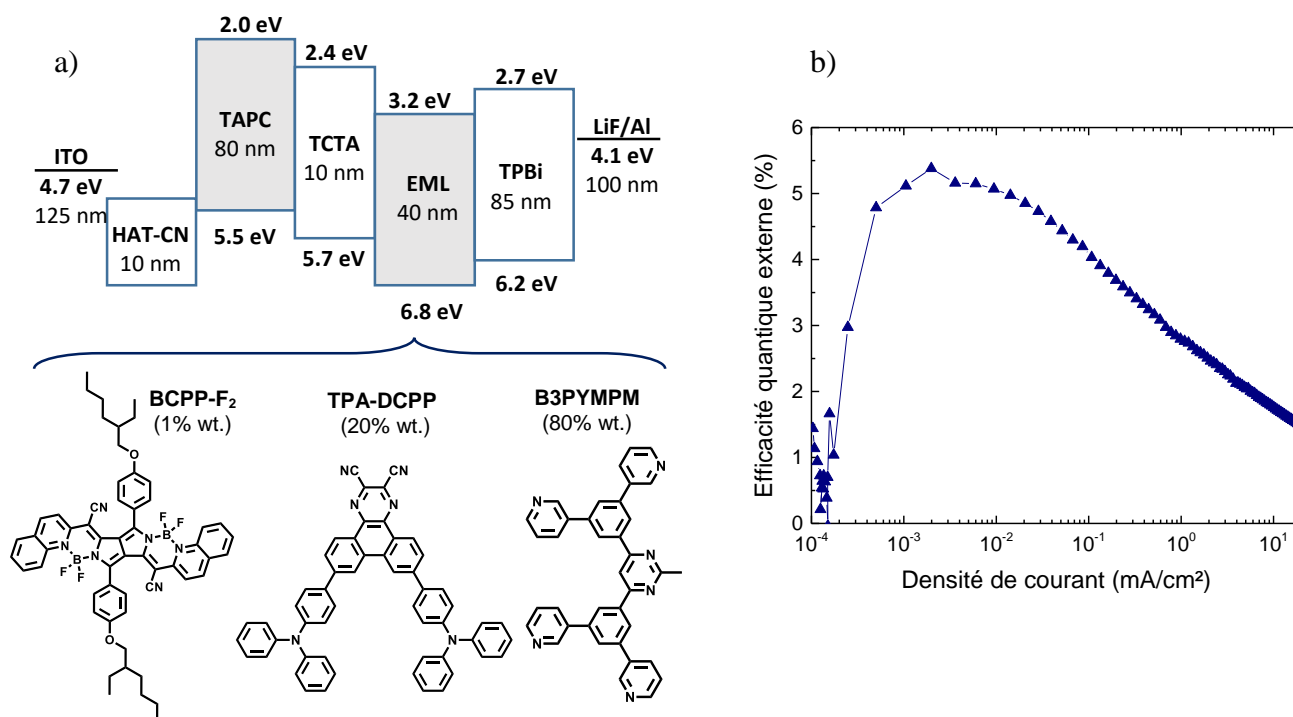 a)
2.0 eV
2.4 eV
2.7 eV
3.2 eV
TAPC
80 nm
TCTA
10 nm
ITO
4.7 eV
125 nm
EML
40 nm
TPBi
85 nm
LiF/Al
4.1 eV
100 nm
HAT-CN
10 nm
5.5 eV
5.7 eV
6.2 eV
6.8 eV
BCPP-F₂
(1% wt.)
TPA-DCPP
(20% wt.)
B3PYMPM
(80% wt.)
O
CN
F
F
B
N
N
N
N
B
F
F
CN
O
NC
CN
N
N
N
N
N
N
N
N
N
N
b)
Efficacité quantique externe (%)
6
5
4
3
2
1
0
10⁻⁴
10⁻³
10⁻²
10⁻¹
10⁰
10¹
Densité de courant (mA/cm²)